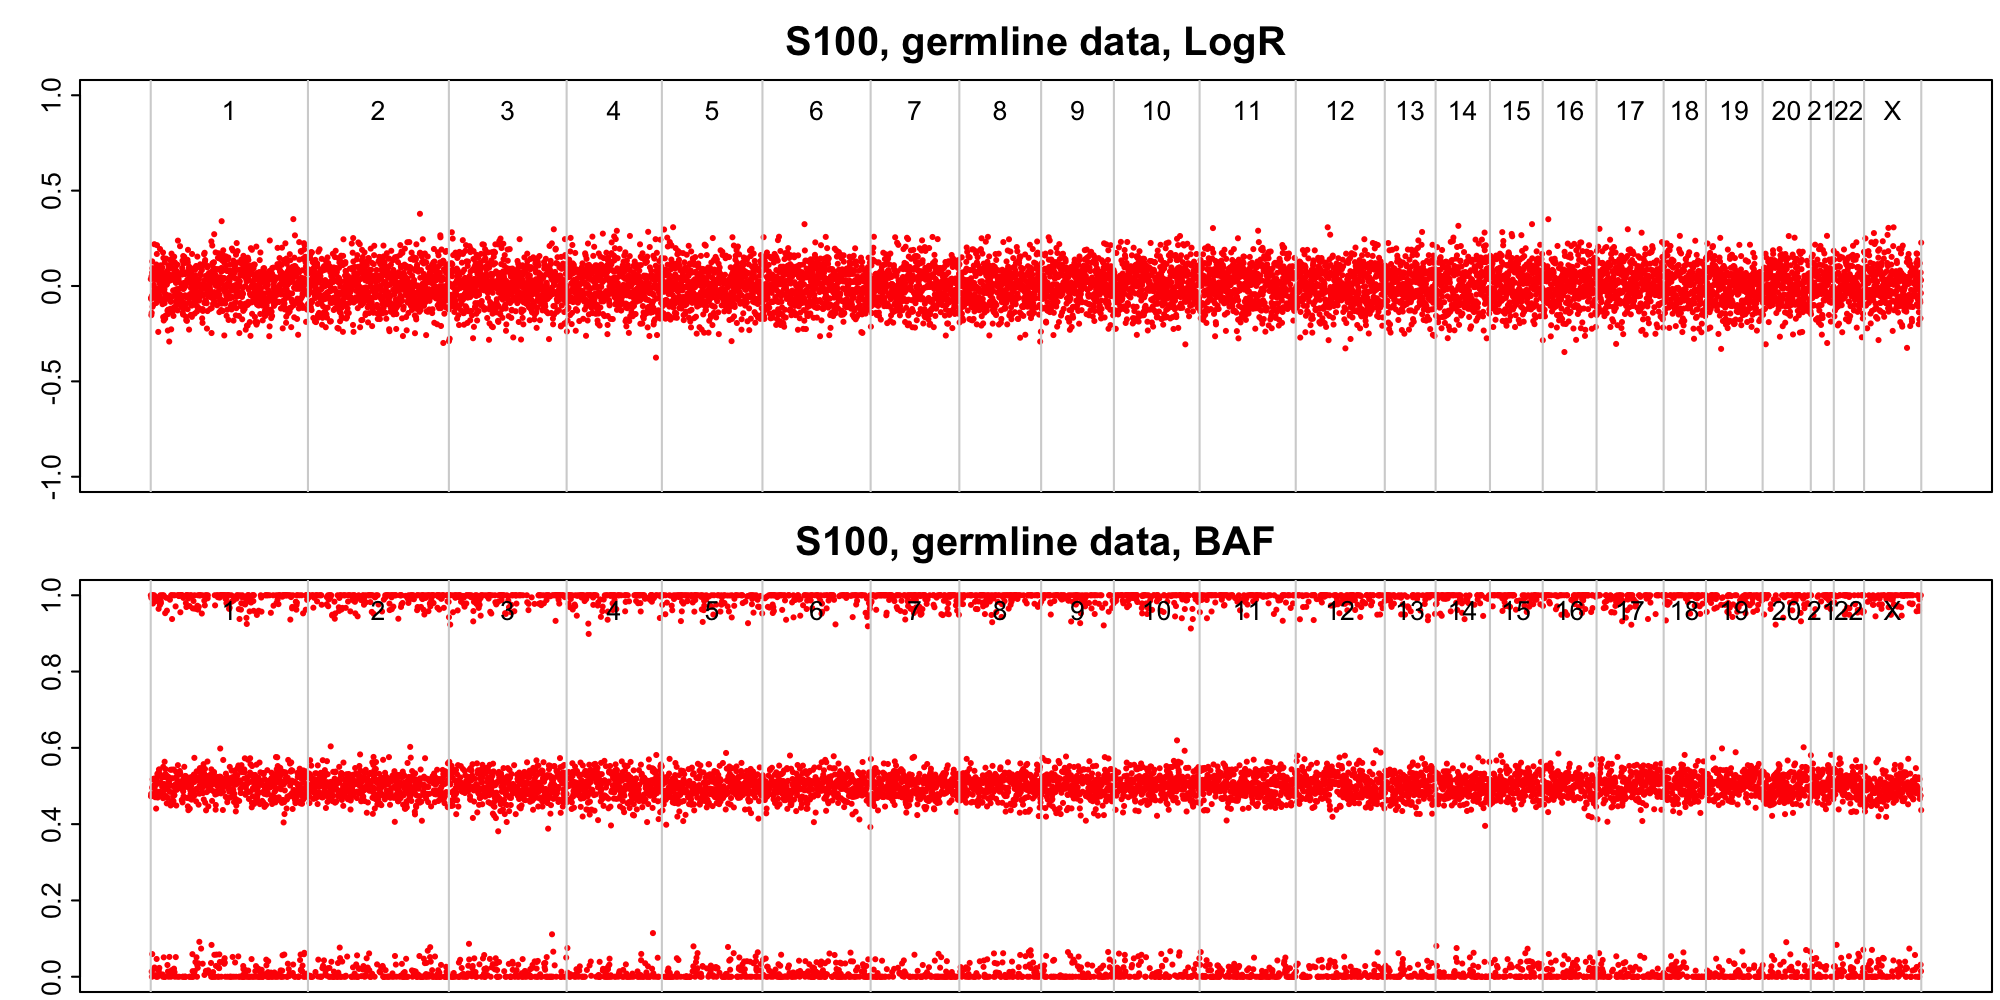 S100, germline data, LogR
1.0
0.5
0.0
-0.5
-1.0
1 2 3 4 5 6 7 8 9 10 11 12 13 14 15 16 17 18 19 20 21 22 X
S100, germline data, BAF
1.0
0.8
0.6
0.4
0.2
0.0
1 2 3 4 5 6 7 8 9 10 11 12 13 14 15 16 17 18 19 20 21 22 X